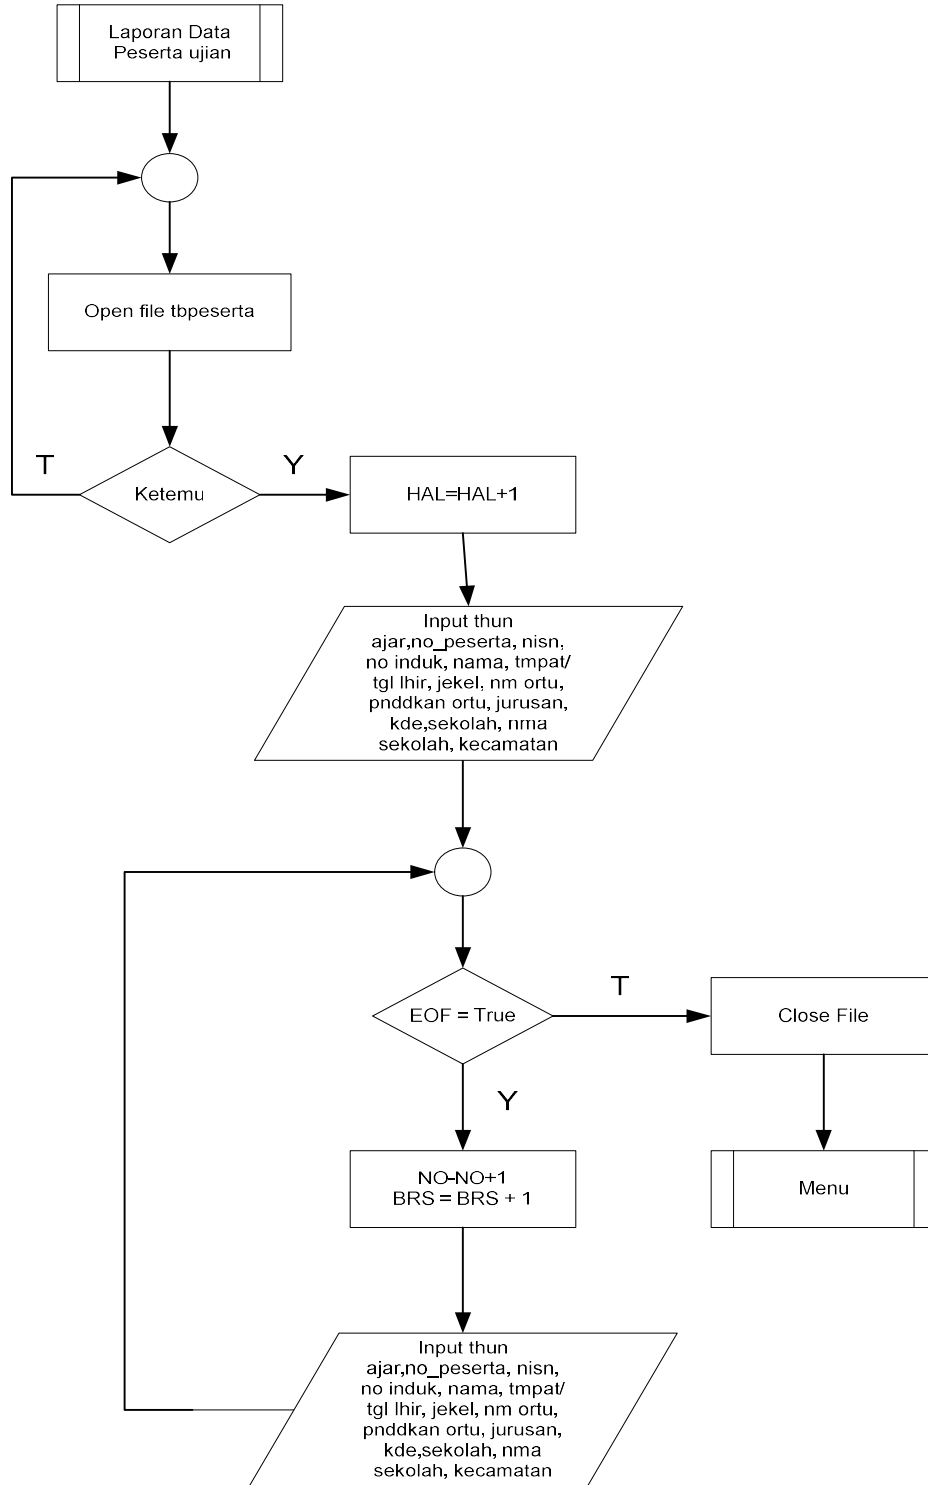 Laporan Data
Peserta ujian
Open file tbpeserta
T
Ketemu
Y
HAL=HAL+1
Input thun
ajar,no_peserta, nisn,
no induk, nama, tmpat/
tgl lhir, jekel, nm ortu,
pnddkan ortu, jurusan,
kde,sekolah, nma
sekolah, kecamatan
EOF = True
T
Close File
Y
NO-NO+1
BRS = BRS + 1
Menu
Input thun
ajar,no_peserta, nisn,
no induk, nama, tmpat/
tgl lhir, jekel, nm ortu,
pnddkan ortu, jurusan,
kde,sekolah, nma
sekolah, kecamatan